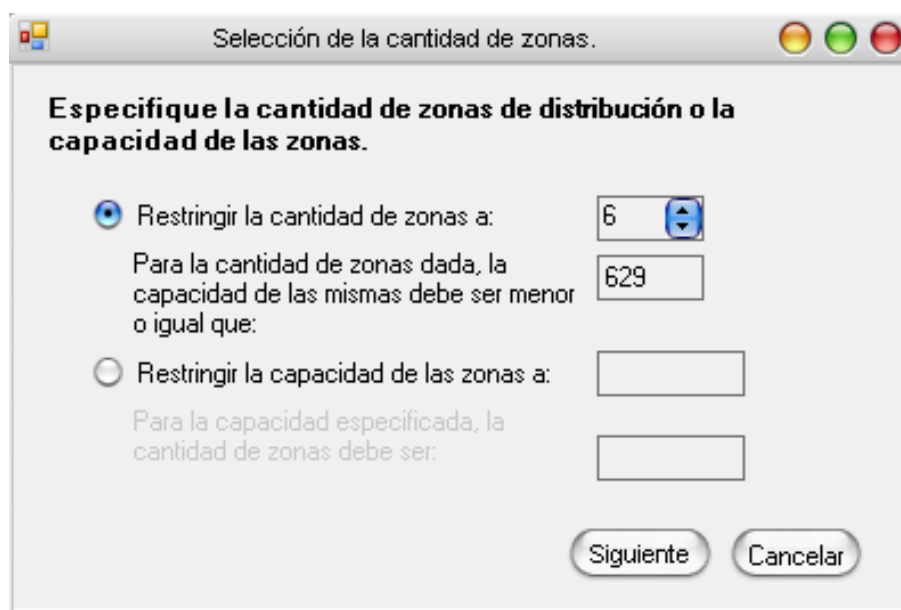 Selección de la cantidad de zonas.
Especifique la cantidad de zonas de distribución o la
capacidad de las zonas.
Restringir la cantidad de zonas a: 6
Para la cantidad de zonas dada, la
capacidad de las mismas debe ser menor
o igual que:
629
Restringir la capacidad de las zonas a:
Para la capacidad especificada, la
cantidad de zonas debe ser:
Siguiente Cancelar